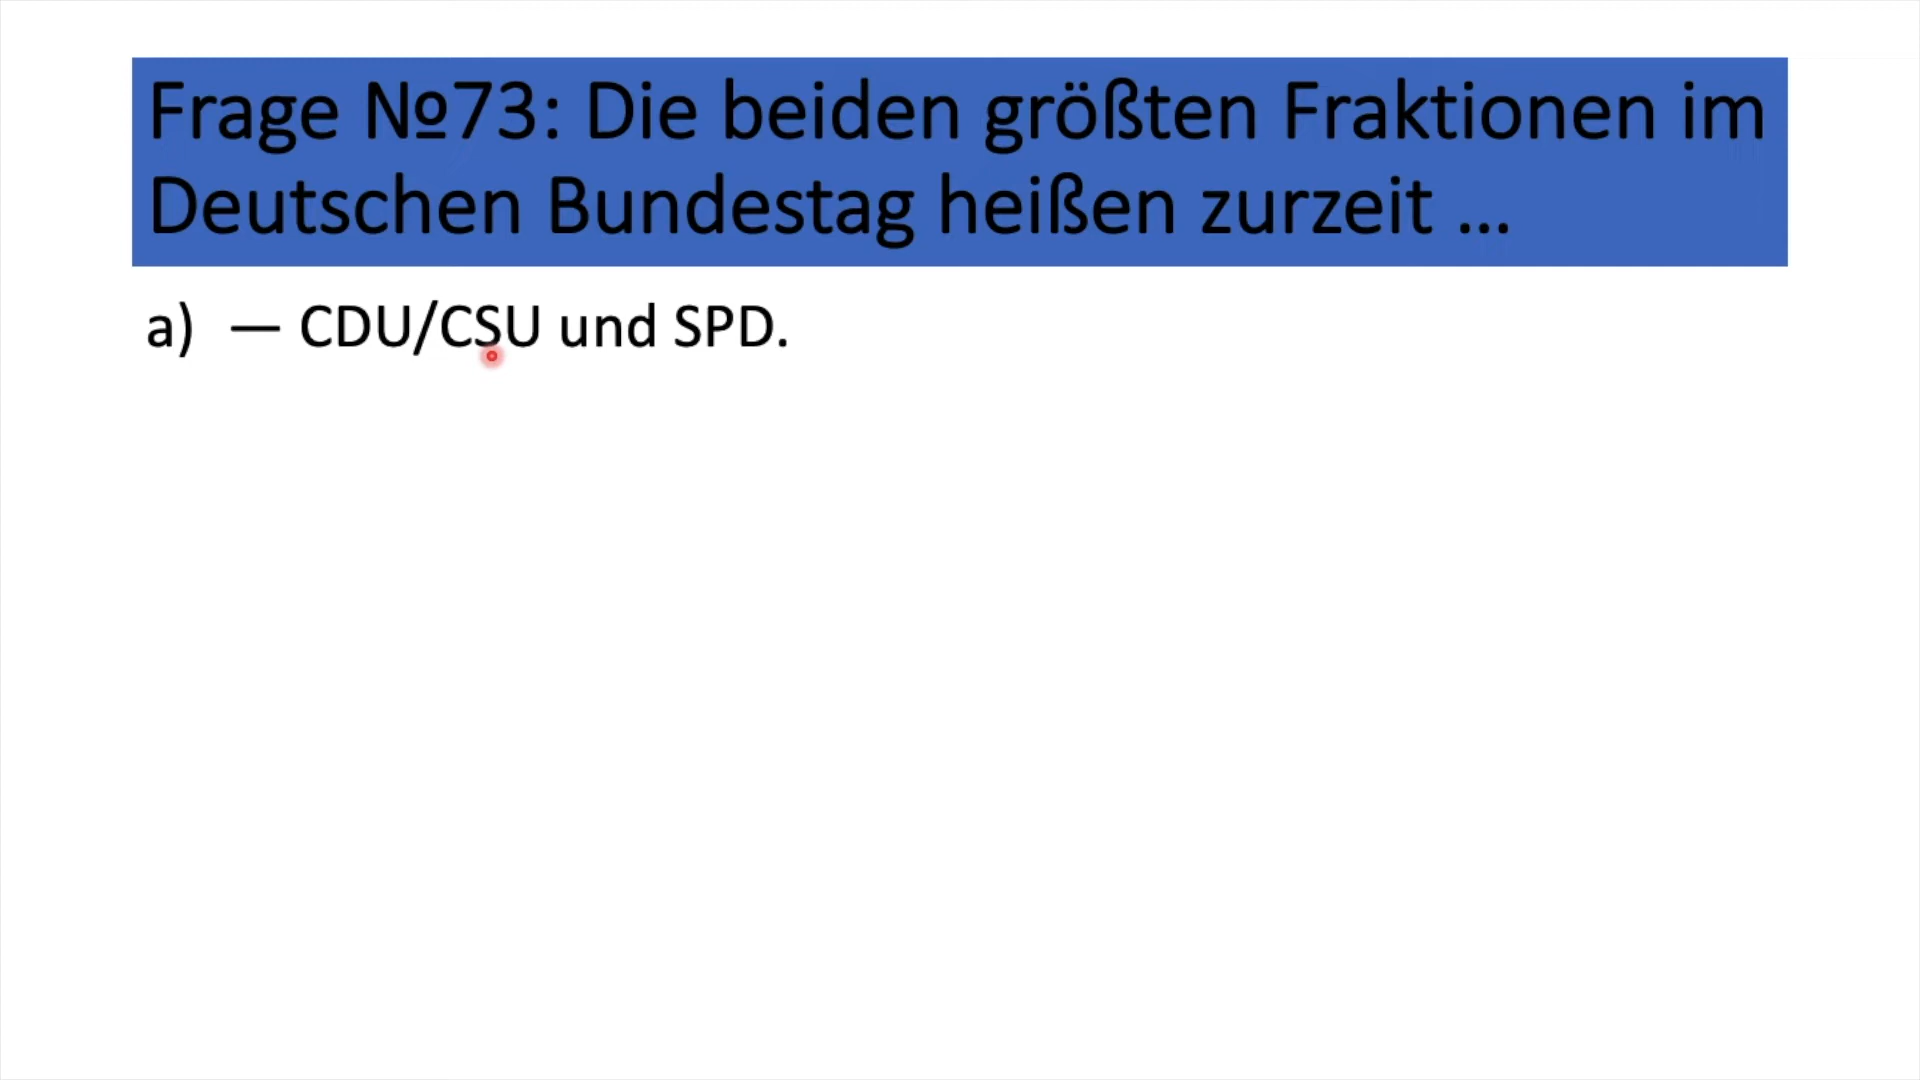 Frage №73: Die beiden größten Fraktionen im
Deutschen Bundestag heißen zurzeit ...
a) — CDU/CSU und SPD.